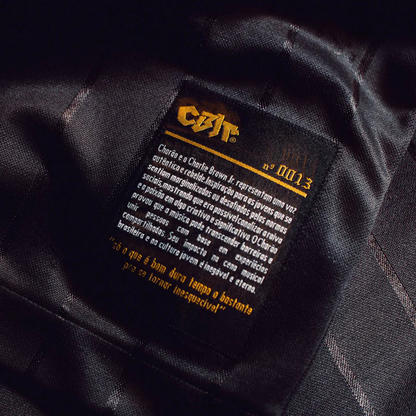 CBJr®
nº 0013
Chorão e o Charlie Brown Jr. representam uma voz
autêntica e rebelde. Inspiração para os jovens que se
sentiam marginalizados ou desafiados pelas normas
sociais, mostrando que era possível canalizar a raiva
e a paixão em algo criativo e significativo. O Chorão
provou que a música pode transcender barreiras e
unir pessoas com base em experiências
compartilhadas. Seu impacto na cena musical
brasileira e na cultura jovem é inegável e eterno.
"só o que é bom dura tempo o bastante
pra se tornar inesquecível"